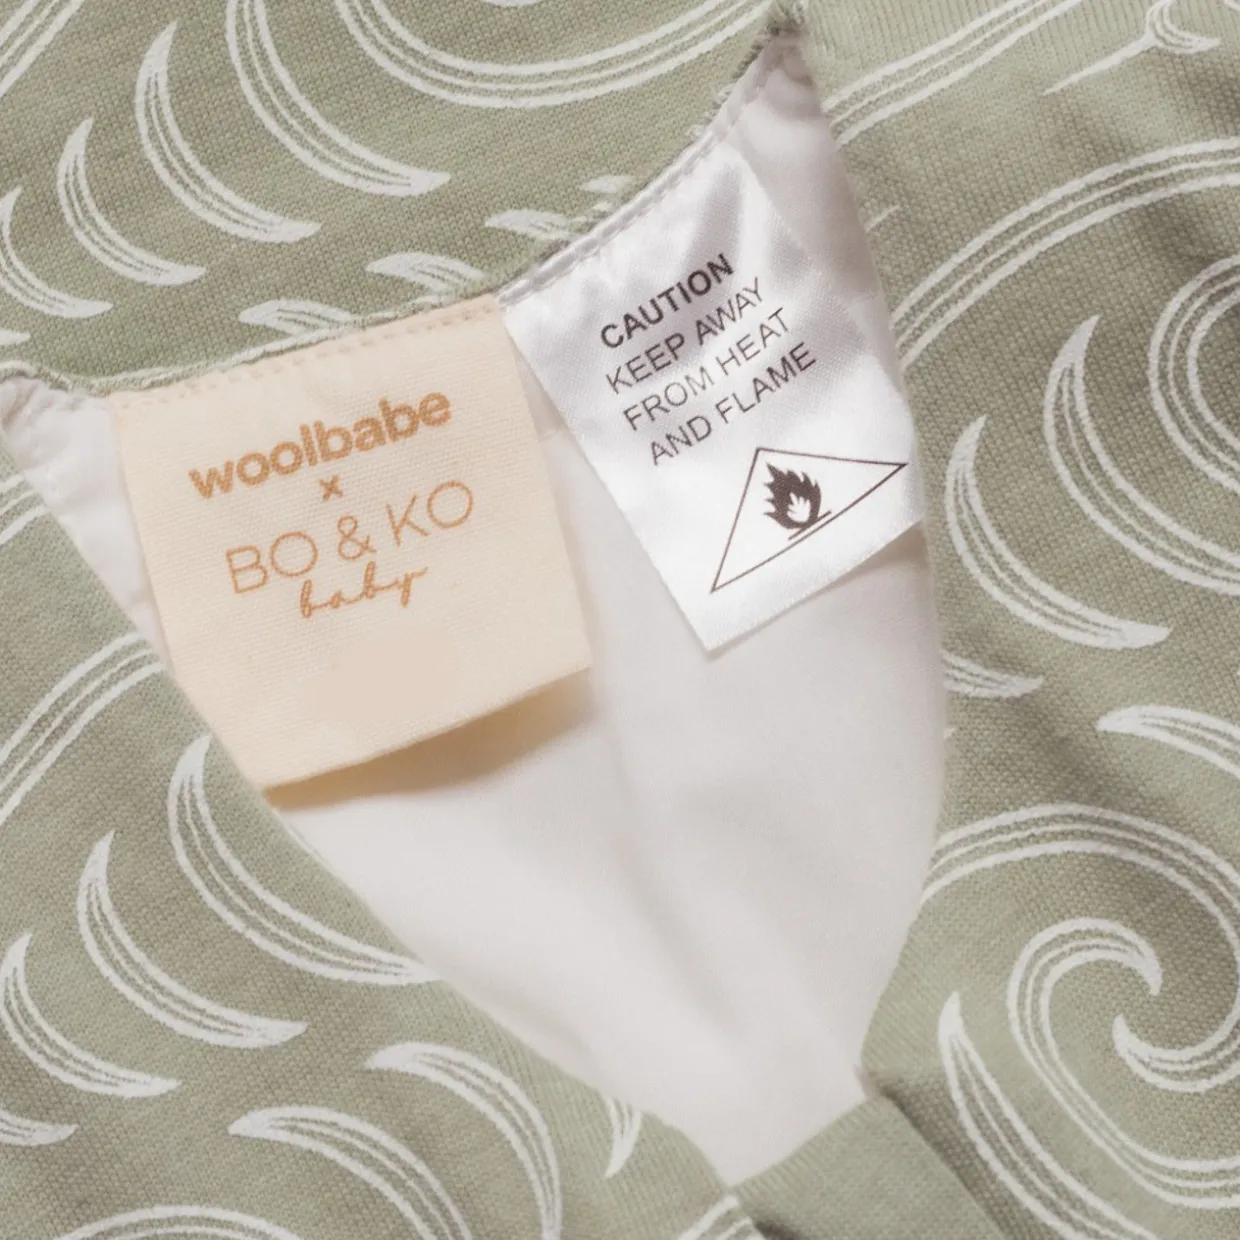 woolbabe
x
BO & KO
baby
CAUTION
KEEP AWAY
FROM HEAT
AND FLAME